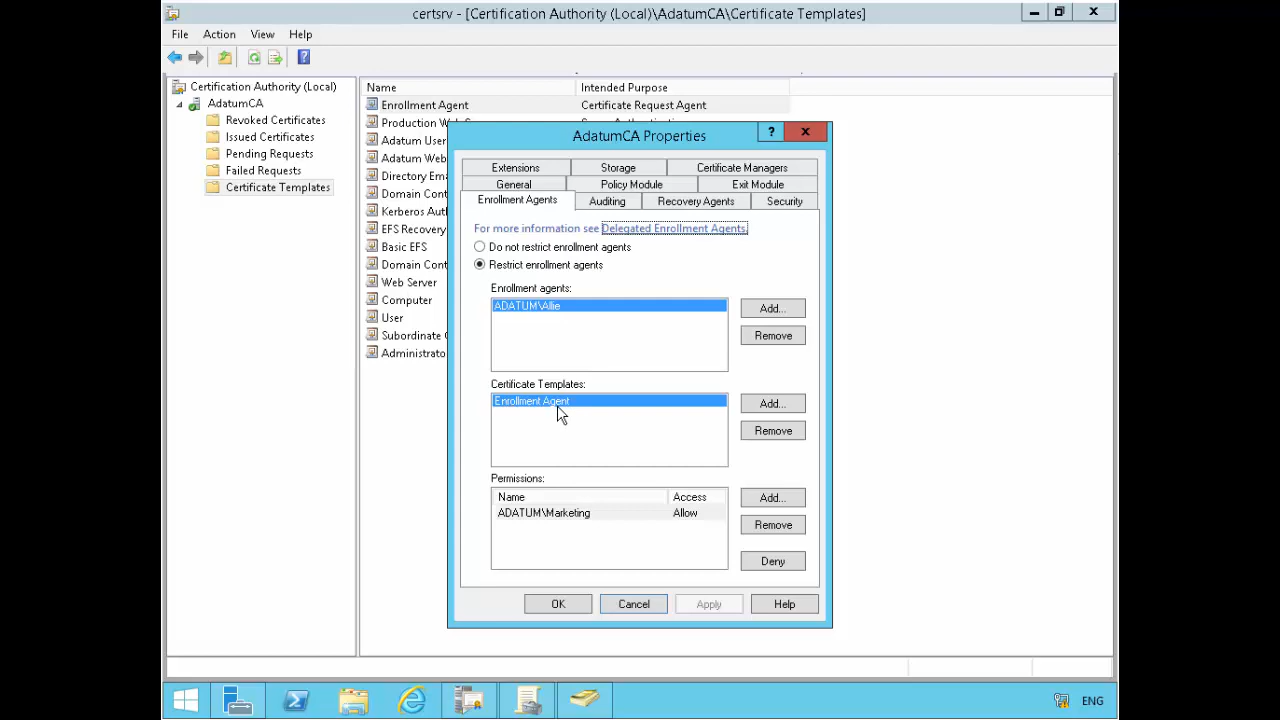 certsrv - [Certification Authority (Local)\AdatumCA\Certificate Templates]
File Action View Help
Certification Authority (Local)
AdatumCA
Revoked Certificates
Issued Certificates
Pending Requests
Failed Requests
Certificate Templates
Name Intended Purpose
Enrollment Agent Certificate Request Agent
Production Web
Adatum User
Adatum Web
Directory Ema
Domain Cont
Kerberos Auth
EFS Recovery
Basic EFS
Domain Cont
Web Server
Computer
User
Subordinate
Administrato
AdatumCA Properties
?
Extensions Storage Certificate Managers
General Policy Module Exit Module
Enrollment Agents Auditing Recovery Agents Security
For more information see Delegated Enrollment Agents.
Do not restrict enrollment agents
Restrict enrollment agents
Enrollment agents:
ADATUM\Allie
Add...
Remove
Certificate Templates:
Enrollment Agent
Add...
Remove
Permissions:
Name Access
ADATUM\Marketing Allow
Add...
Remove
Deny
OK Cancel Apply Help
ENG